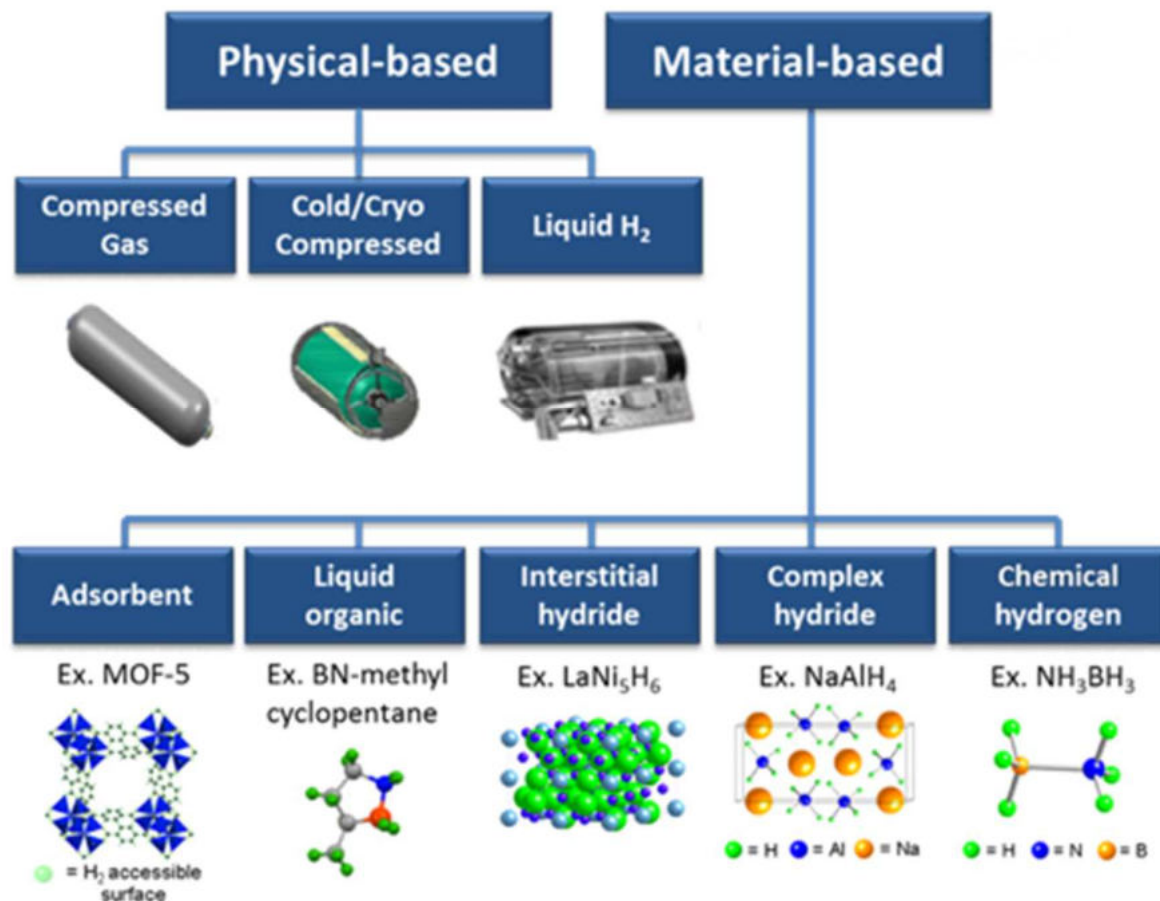 Physical-based
Material-based
Compressed
Gas
Cold/Cryo
Compressed
Liquid H₂
Adsorbent
Liquid
organic
Interstitial
hydride
Complex
hydride
Chemical
hydrogen
Ex. MOF-5
Ex. BN-methyl
cyclopentane
Ex. LaNi₅H₆
Ex. NaAlH₄
Ex. NH₃BH₃
= H₂ accessible
surface
= H = Al = Na
= H = N = B